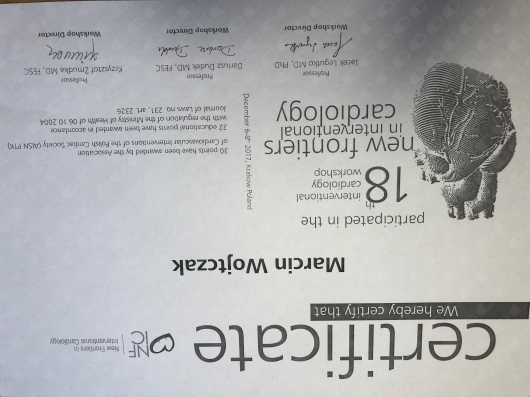 certificate
We hereby certify that
NFIC
New Frontiers in
Interventional Cardiology
Marcin Wojtczak
participated in the
18th
interventional
cardiology
workshop
new frontiers
in interventional
cardiology
December 6-8th 2017, Krakow Poland
30 points have been awarded by the Association
of Cardiovascular Interventions of the Polish Cardiac Society (AISN PTK)
22 educational points have been awarded in accordance
with the regulation of the Ministry of Health of 06.10.2004
Journal of Laws no. 231, art. 2326
Professor
Jacek Legutko MD PhD,
Workshop Director
Professor
Dariusz Dudek MD, FESC
Workshop Director
Professor
Krzysztof Zmudka MD, FESC
Workshop Director